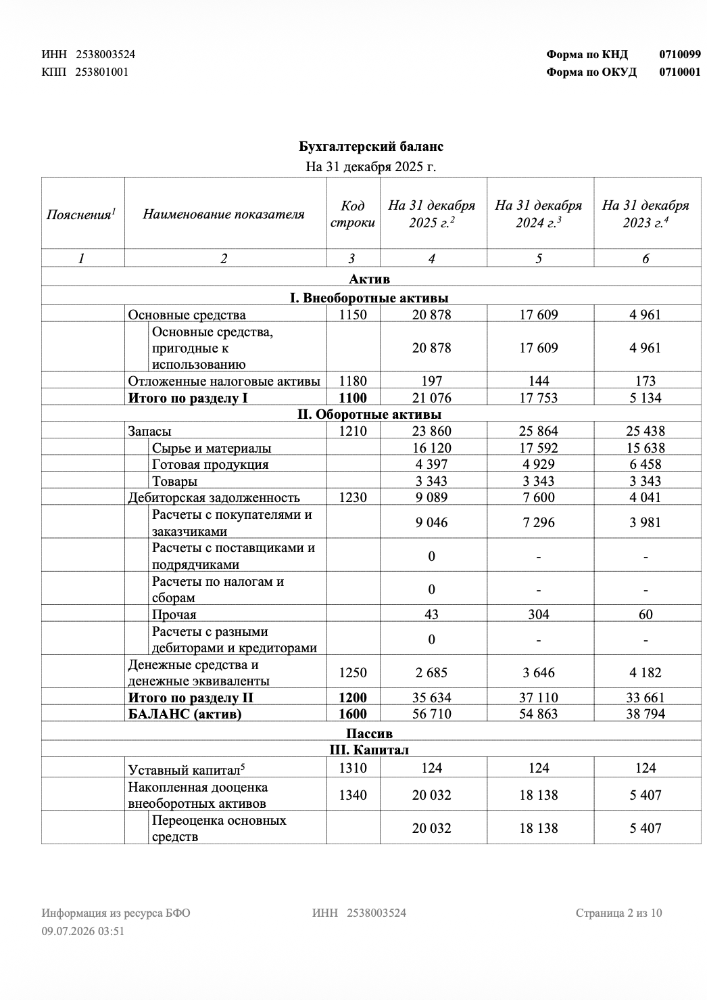 ИНН 2538003524
КПП 253801001
Форма по КНД 0710099
Форма по ОКУД 0710001
Бухгалтерский баланс
На 31 декабря 2025 г.
Пояснения¹ Наименование показателя Код строки На 31 декабря 2025 г.² На 31 декабря 2024 г.³ На 31 декабря 2023 г.⁴
1 2 3 4 5 6
Актив
I. Внеоборотные активы
Основные средства 1150 20 878 17 609 4 961
Основные средства, пригодные к использованию 20 878 17 609 4 961
Отложенные налоговые активы 1180 197 144 173
Итого по разделу I 1100 21 076 17 753 5 134
II. Оборотные активы
Запасы 1210 23 860 25 864 25 438
Сырье и материалы 16 120 17 592 15 638
Готовая продукция 4 397 4 929 6 458
Товары 3 343 3 343 3 343
Дебиторская задолженность 1230 9 089 7 600 4 041
Расчеты с покупателями и заказчиками 9 046 7 296 3 981
Расчеты с поставщиками и подрядчиками 0 - -
Расчеты по налогам и сборам 0 - -
Прочая 43 304 60
Расчеты с разными дебиторами и кредиторами 0 - -
Денежные средства и денежные эквиваленты 1250 2 685 3 646 4 182
Итого по разделу II 1200 35 634 37 110 33 661
БАЛАНС (актив) 1600 56 710 54 863 38 794
Пассив
III. Капитал
Уставный капитал⁵ 1310 124 124 124
Накопленная дооценка внеоборотных активов 1340 20 032 18 138 5 407
Переоценка основных средств 20 032 18 138 5 407
Информация из ресурса БФО ИНН 2538003524 Страница 2 из 10
09.07.2026 03:51